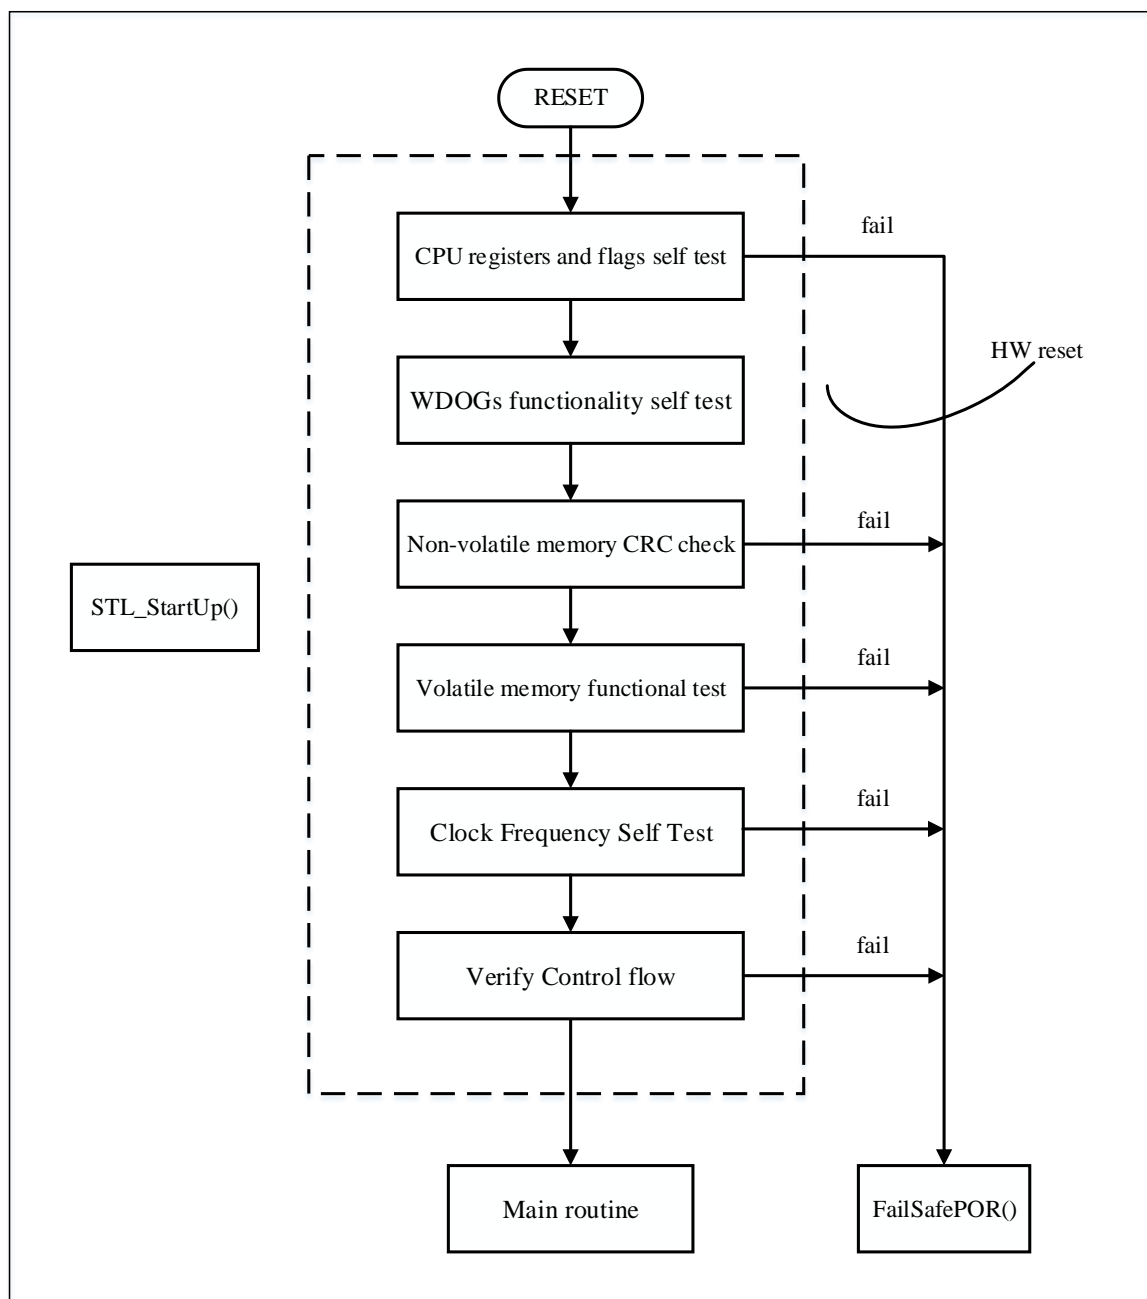 RESET
CPU registers and flags self test
fail
HW reset
WDOGs functionality self test
fail
Non-volatile memory CRC check
STL_StartUp()
fail
Volatile memory functional test
fail
Clock Frequency Self Test
fail
Verify Control flow
Main routine
FailSafePOR()